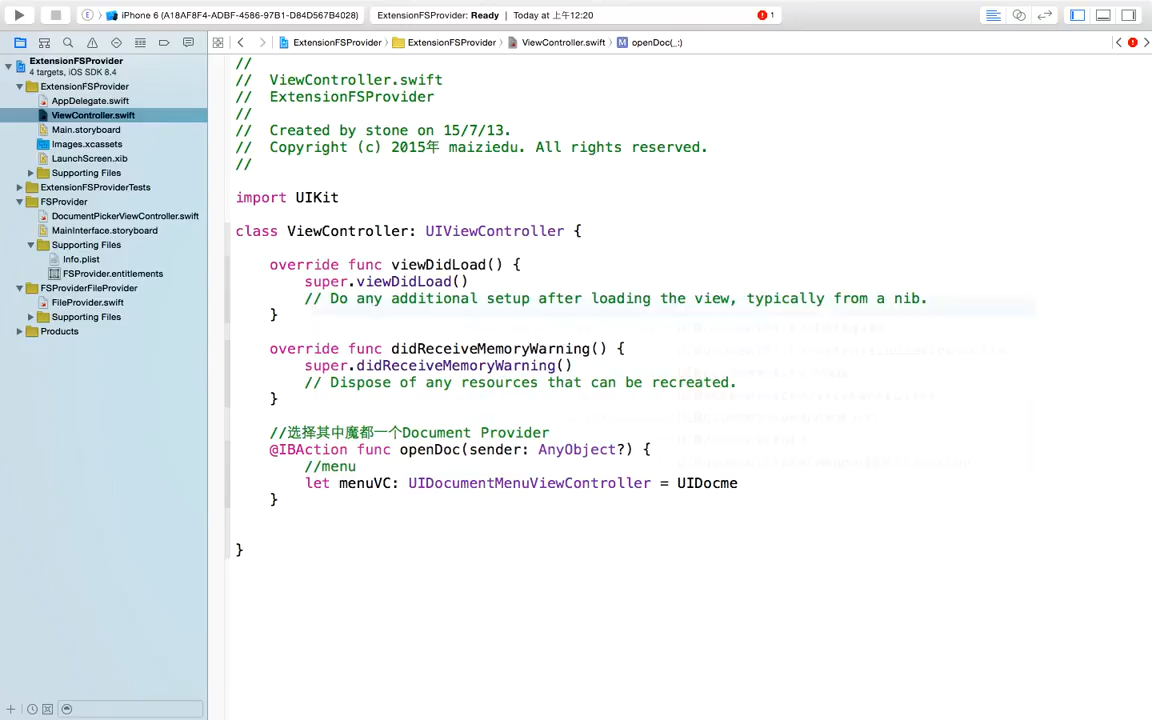 iPhone 6 (A18AF8F4-ADBF-4586-97B1-D84D567B4028)
ExtensionFSProvider: Ready | Today at 上午12:20
1
ExtensionFSProvider
ExtensionFSProvider
ViewController.swift
M openDoc(_:)
ExtensionFSProvider
4 targets, iOS SDK 8.4
ExtensionFSProvider
AppDelegate.swift
ViewController.swift
Main.storyboard
Images.xcassets
LaunchScreen.xib
Supporting Files
ExtensionFSProviderTests
FSProvider
DocumentPickerViewController.swift
MainInterface.storyboard
Supporting Files
Info.plist
FSProvider.entitlements
FSProviderFileProvider
FileProvider.swift
Supporting Files
Products
//
//  ViewController.swift
//  ExtensionFSProvider
//
//  Created by stone on 15/7/13.
//  Copyright (c) 2015年 maiziedu. All rights reserved.
//
import UIKit
class ViewController: UIViewController {
override func viewDidLoad() {
super.viewDidLoad()
// Do any additional setup after loading the view, typically from a nib.
}
override func didReceiveMemoryWarning() {
super.didReceiveMemoryWarning()
// Dispose of any resources that can be recreated.
}
//选择其中魔都一个Document Provider
@IBAction func openDoc(sender: AnyObject?) {
//menu
let menuVC: UIDocumentMenuViewController = UIDocme
}
}